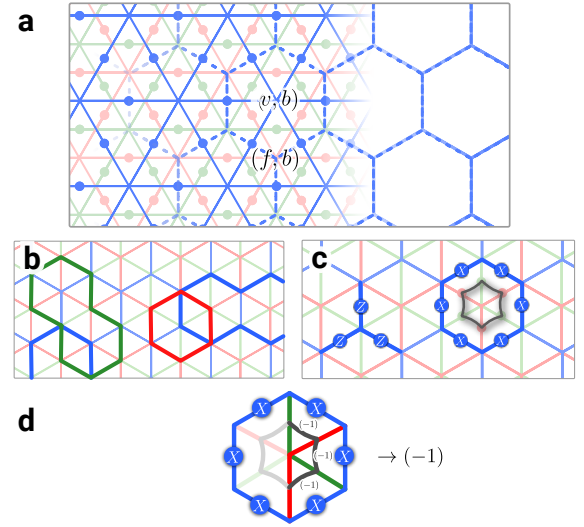 a
(v, b)
(f, b)
b
c
X X
Z X X
Z Z X X
d
X X
(−1)
X (−1) X → (−1)
(−1)
X X